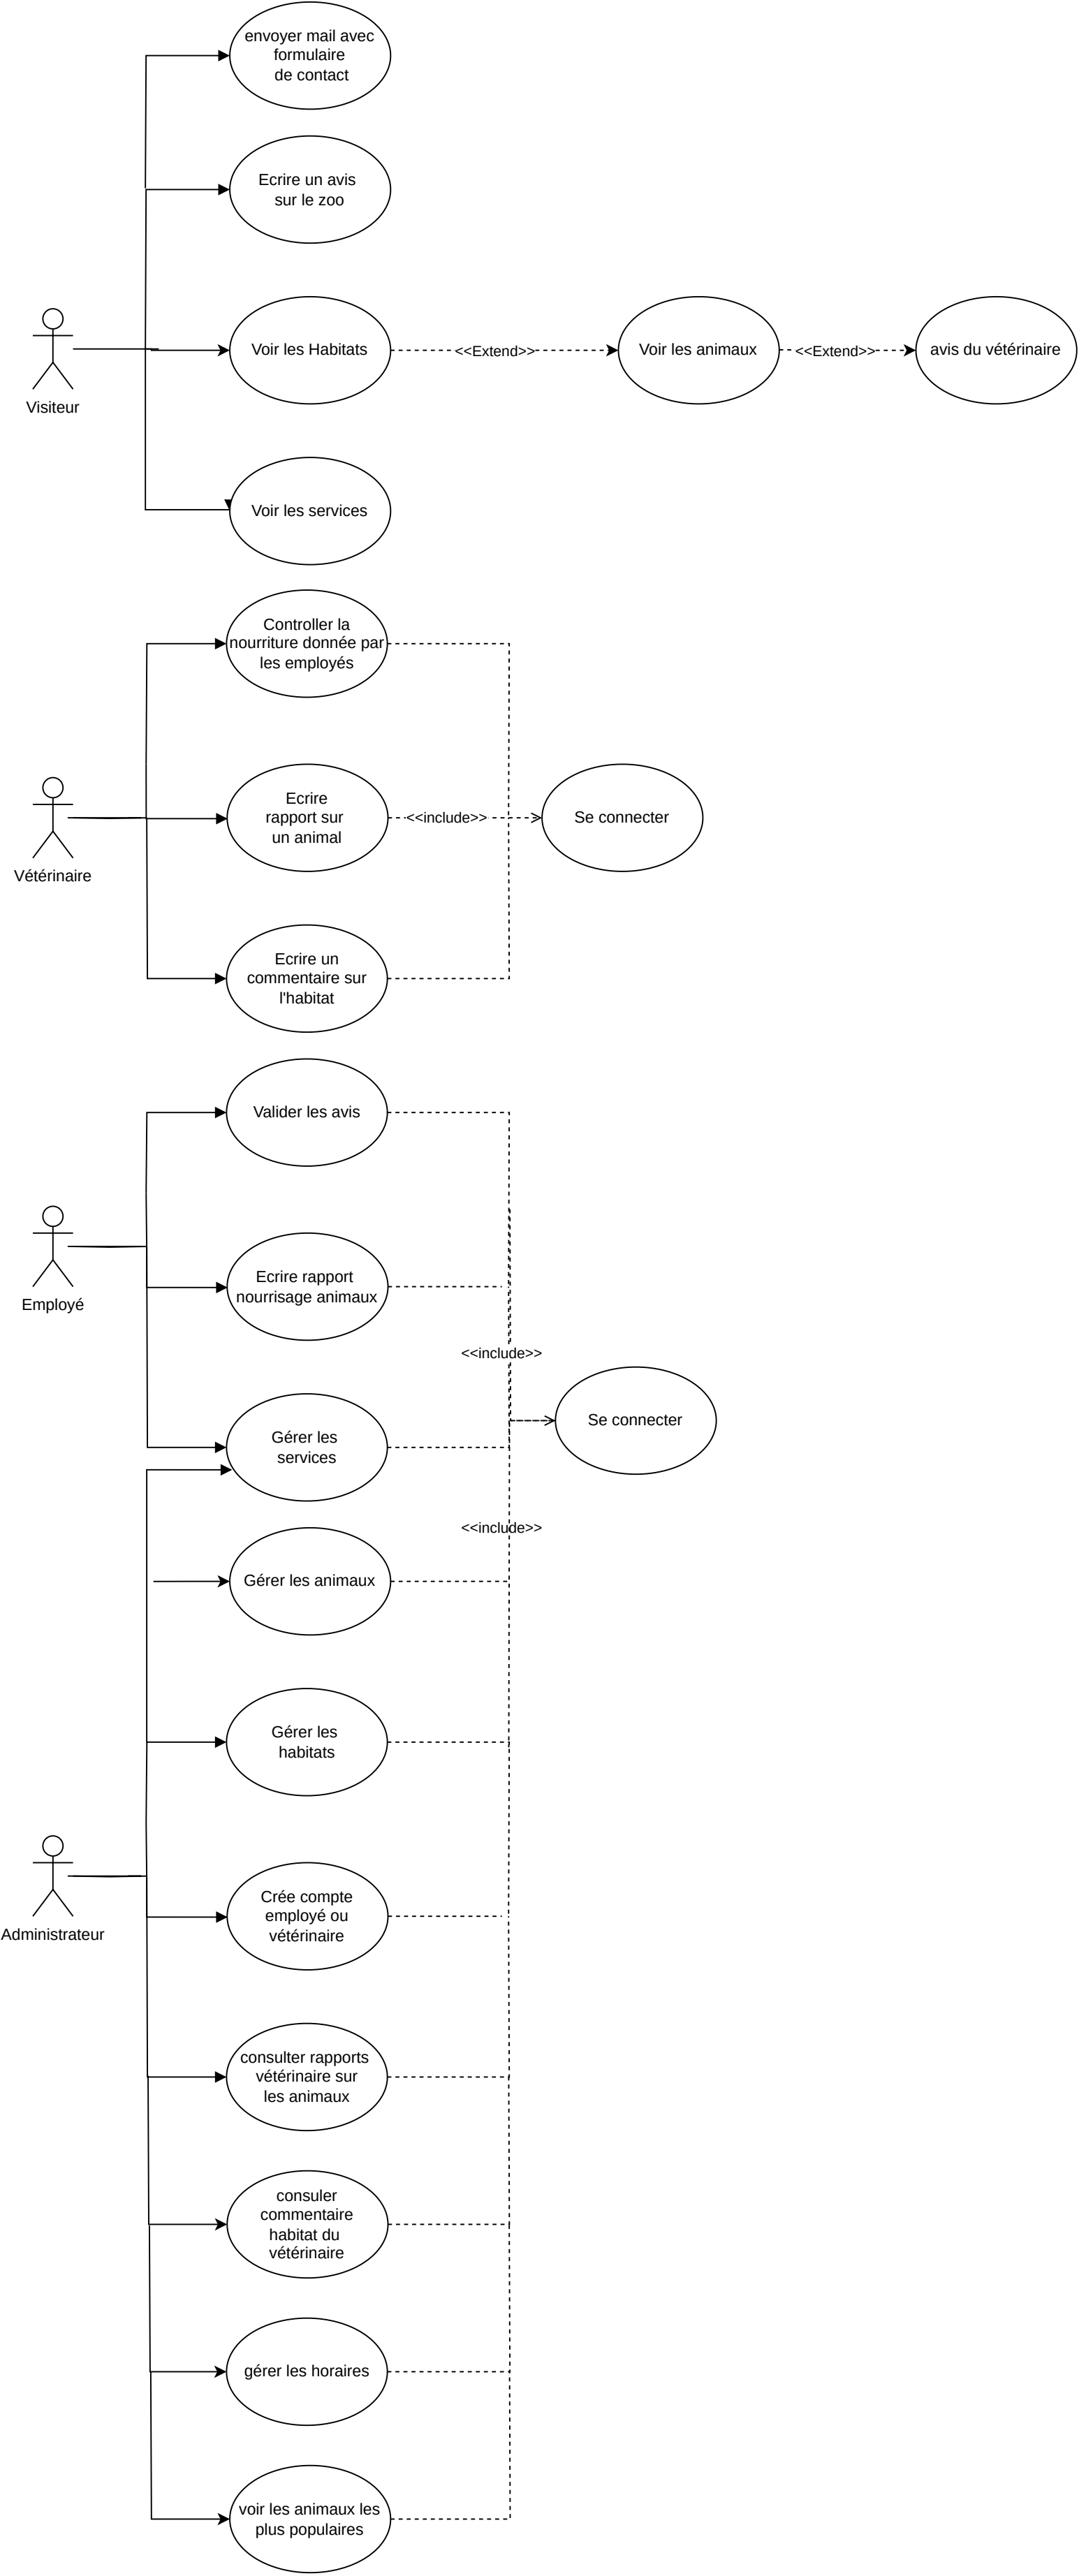 envoyer mail avec
formulaire
de contact
Ecrire un avis
sur le zoo
Voir les Habitats
<<Extend>>
Voir les animaux
<<Extend>>
avis du vétérinaire
Visiteur
Voir les services
Controller la
nourriture donnée par
les employés
Ecrire
rapport sur
un animal
<<include>>
Se connecter
Vétérinaire
Ecrire un
commentaire sur
l'habitat
Valider les avis
Ecrire rapport
nourrisage animaux
Employé
<<include>>
Se connecter
Gérer les
services
<<include>>
Gérer les animaux
Gérer les
habitats
Crée compte
employé ou
vétérinaire
Administrateur
consulter rapports
vétérinaire sur
les animaux
consuler
commentaire
habitat du
vétérinaire
gérer les horaires
voir les animaux les
plus populaires